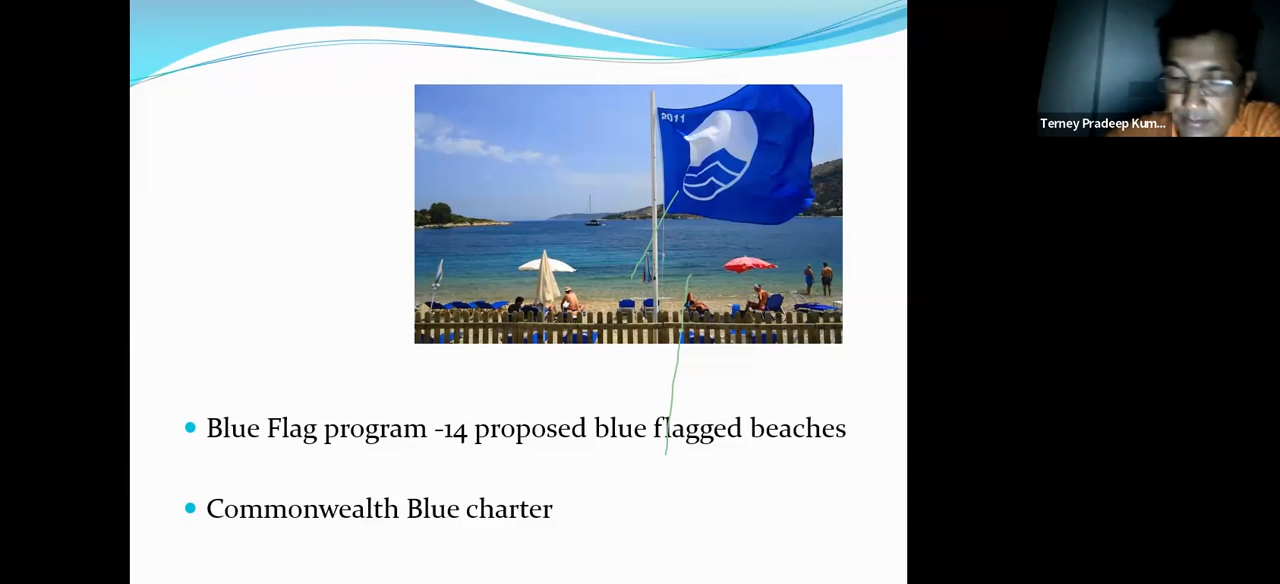 2011
Terney Pradeep Kum...
Blue Flag program -14 proposed blue flagged beaches
Commonwealth Blue charter